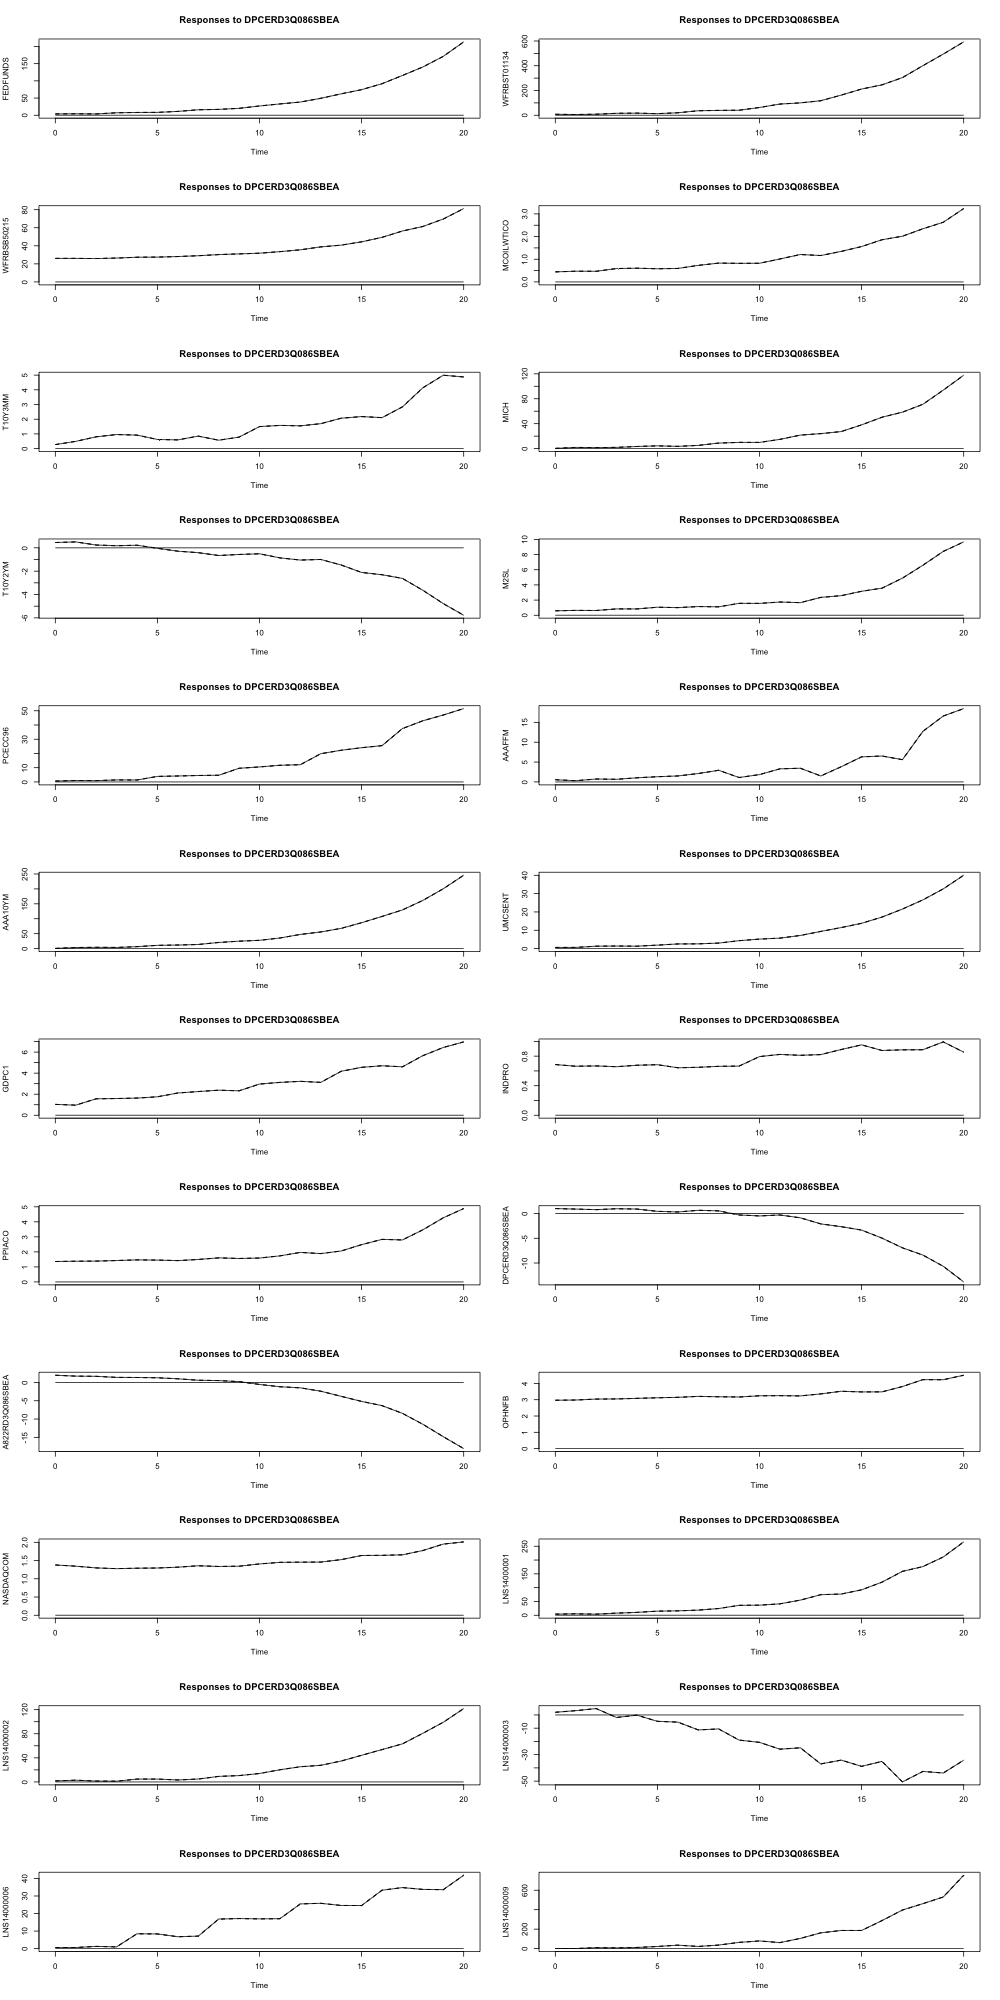 Responses to DPCERD3Q086SBEA
FEDFUNDS
0 50 150
0 5 10 15 20
Time
Responses to DPCERD3Q086SBEA
WFRBST01134
0 200 400 600
0 5 10 15 20
Time
Responses to DPCERD3Q086SBEA
WFRBSB50215
0 20 40 60 80
0 5 10 15 20
Time
Responses to DPCERD3Q086SBEA
MCOILWTICO
0.0 1.0 2.0 3.0
0 5 10 15 20
Time
Responses to DPCERD3Q086SBEA
T10Y3MM
0 1 2 3 4 5
0 5 10 15 20
Time
Responses to DPCERD3Q086SBEA
MICH
0 40 80 120
0 5 10 15 20
Time
Responses to DPCERD3Q086SBEA
T10Y2YM
-6 -4 -2 0
0 5 10 15 20
Time
Responses to DPCERD3Q086SBEA
M2SL
0 2 4 6 8 10
0 5 10 15 20
Time
Responses to DPCERD3Q086SBEA
PCECC96
0 10 30 50
0 5 10 15 20
Time
Responses to DPCERD3Q086SBEA
AAAFFM
0 5 10 15
0 5 10 15 20
Time
Responses to DPCERD3Q086SBEA
AAA10YM
0 50 150 250
0 5 10 15 20
Time
Responses to DPCERD3Q086SBEA
UMCSENT
0 10 20 30 40
0 5 10 15 20
Time
Responses to DPCERD3Q086SBEA
GDPC1
0 2 4 6
0 5 10 15 20
Time
Responses to DPCERD3Q086SBEA
INDPRO
0.0 0.4 0.8
0 5 10 15 20
Time
Responses to DPCERD3Q086SBEA
PPIACO
0 1 2 3 4 5
0 5 10 15 20
Time
Responses to DPCERD3Q086SBEA
DPCERD3Q086SBEA
-10 -5 0
0 5 10 15 20
Time
Responses to DPCERD3Q086SBEA
A822RD3Q086SBEA
-15 -10 -5 0
0 5 10 15 20
Time
Responses to DPCERD3Q086SBEA
OPHNFB
0 1 2 3 4
0 5 10 15 20
Time
Responses to DPCERD3Q086SBEA
NASDAQCOM
0.0 0.5 1.0 1.5 2.0
0 5 10 15 20
Time
Responses to DPCERD3Q086SBEA
LNS14000001
0 50 150 250
0 5 10 15 20
Time
Responses to DPCERD3Q086SBEA
LNS14000002
0 40 80 120
0 5 10 15 20
Time
Responses to DPCERD3Q086SBEA
LNS14000003
-50 -30 -10
0 5 10 15 20
Time
Responses to DPCERD3Q086SBEA
LNS14000006
0 10 20 30 40
0 5 10 15 20
Time
Responses to DPCERD3Q086SBEA
LNS14000009
0 200 600
0 5 10 15 20
Time